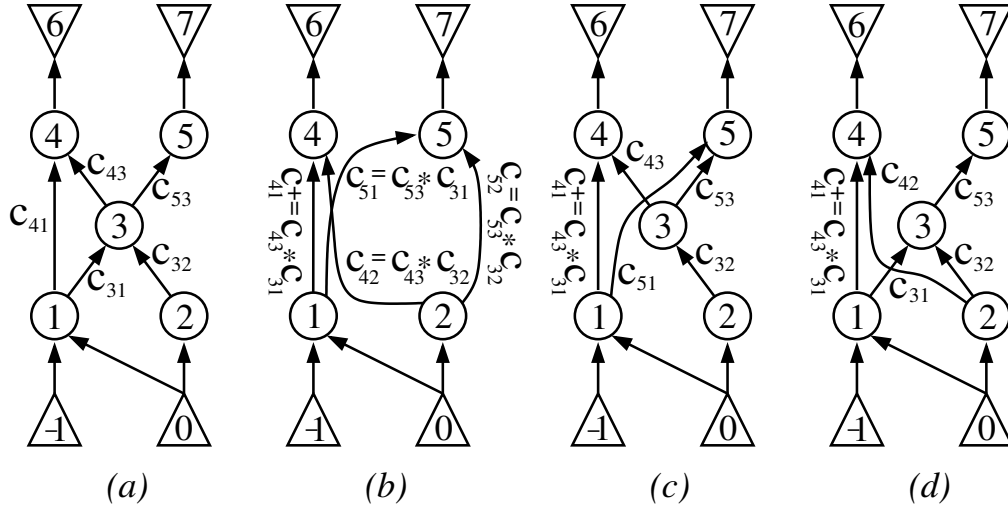 6 7 6 7 6 7 6 7
4 5 4 5 4 5 4 5
c43 c53 c41 3 c31 c32
c41 += c43*c31 c51 = c53*c31 c52 = c53*c32
c42 = c43*c32
c41 += c43*c31 c43 c53 3 c51 c32
c41 += c43*c31 c42 c53 3 c31 c32
1 2 1 2 1 2 1 2
-1 0 -1 0 -1 0 -1 0
(a) (b) (c) (d)